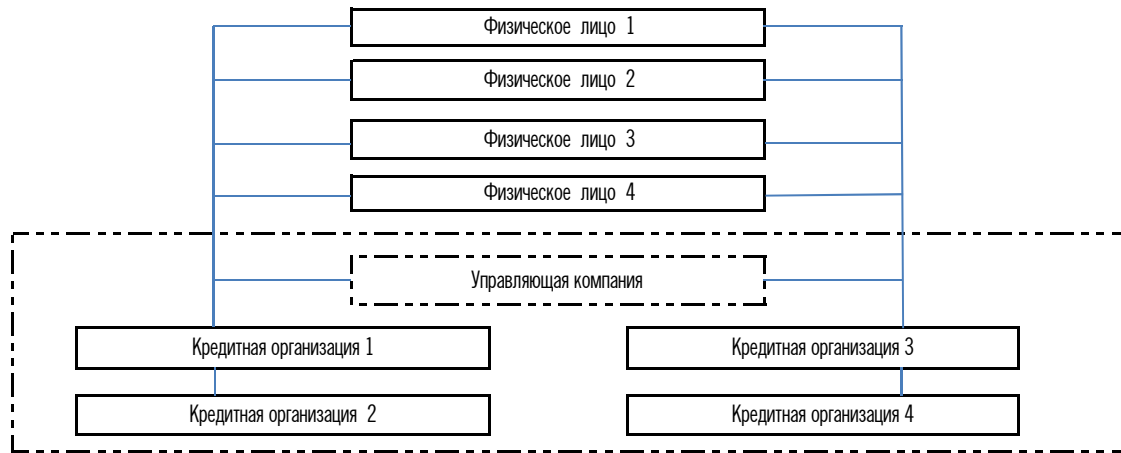 Физическое лицо 1
Физическое лицо 2
Физическое лицо 3
Физическое лицо 4
Управляющая компания
Кредитная организация 1
Кредитная организация 3
Кредитная организация 2
Кредитная организация 4